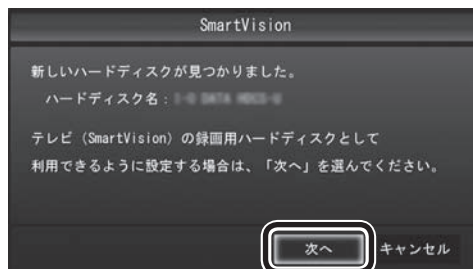 SmartVision
新しいハードディスクが見つかりました。
ハードディスク名：
テレビ（SmartVision）の録画用ハードディスクとして
利用できるように設定する場合は、「次へ」を選んでください。
次へ
キャンセル